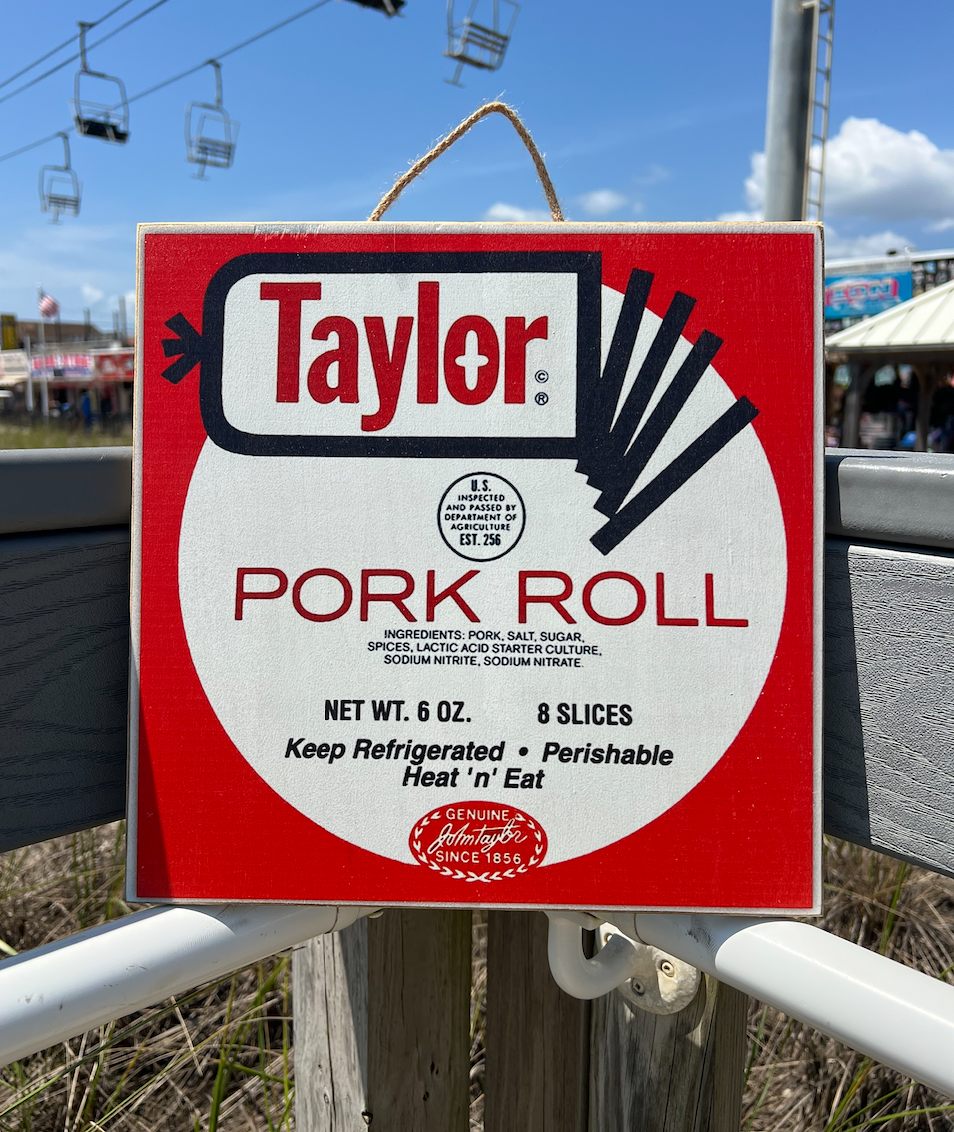 Taylor
©
®
U.S.
INSPECTED
AND PASSED BY
DEPARTMENT OF
AGRICULTURE
EST. 256
PORK ROLL
INGREDIENTS: PORK, SALT, SUGAR,
SPICES, LACTIC ACID STARTER CULTURE,
SODIUM NITRITE, SODIUM NITRATE.
NET WT. 6 OZ. 8 SLICES
Keep Refrigerated • Perishable
Heat 'n' Eat
GENUINE
John Taylor
SINCE 1856